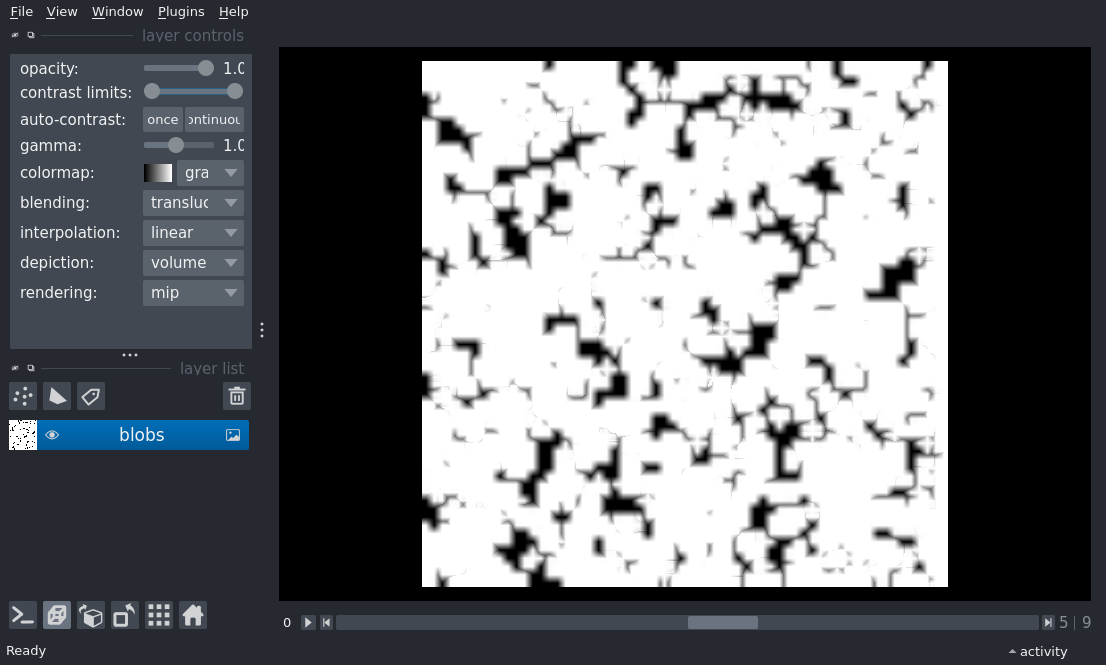 File View Window Plugins Help
layer controls
opacity: 1.0
contrast limits:
auto-contrast: once ontinuou
gamma: 1.0
colormap: gra
blending: transluc
interpolation: linear
depiction: volume
rendering: mip
layer list
blobs
0 5 | 9
Ready activity